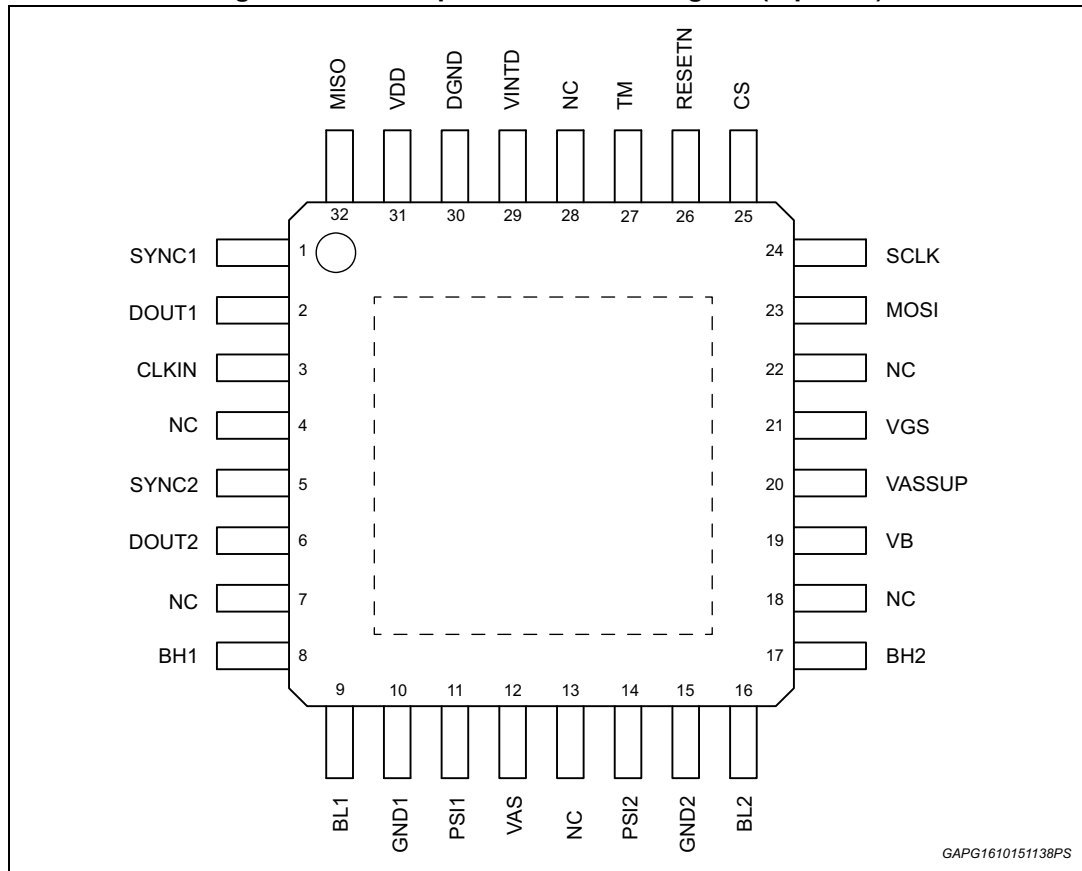 MISO VDD DGND VINTD NC TM RESETN CS
32 31 30 29 28 27 26 25
SYNC1 1 24 SCLK
DOUT1 2 23 MOSI
CLKIN 3 22 NC
NC 4 21 VGS
SYNC2 5 20 VASSUP
DOUT2 6 19 VB
NC 7 18 NC
BH1 8 17 BH2
9 10 11 12 13 14 15 16
BL1 GND1 PSI1 VAS NC PSI2 GND2 BL2
GAPG1610151138PS